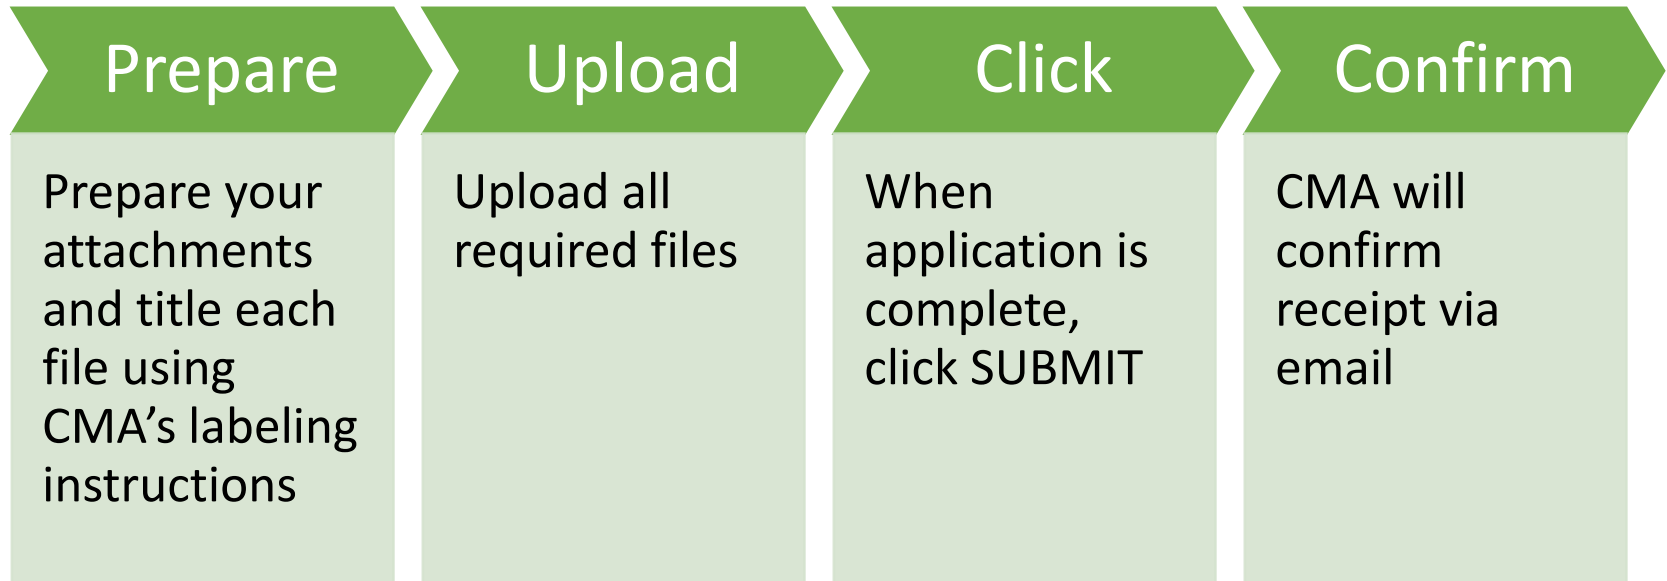 Prepare
Prepare your
attachments
and title each
file using
CMA’s labeling
instructions
Upload
Upload all
required files
Click
When
application is
complete,
click SUBMIT
Confirm
CMA will
confirm
receipt via
email